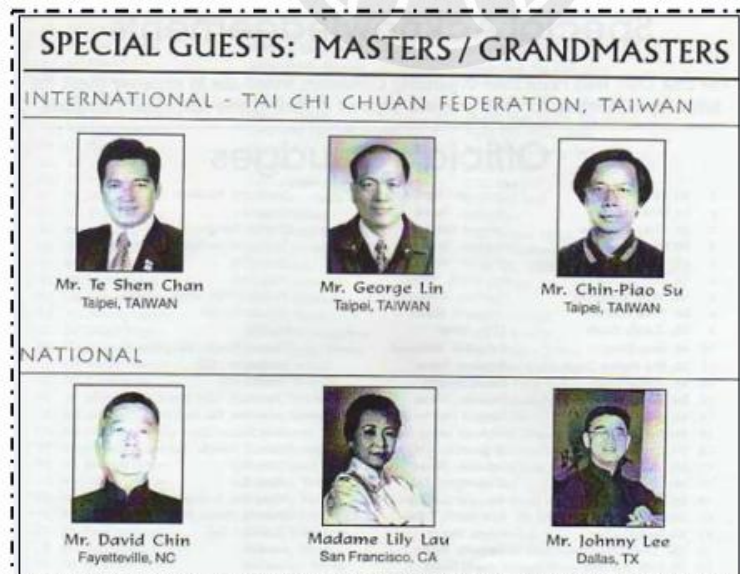 SPECIAL GUESTS: MASTERS / GRANDMASTERS
INTERNATIONAL - TAI CHI CHUAN FEDERATION, TAIWAN
Mr. Te Shen Chan
Taipei, TAIWAN
Mr. George Lin
Taipei, TAIWAN
Mr. Chin-Piao Su
Taipei, TAIWAN
NATIONAL
Mr. David Chin
Fayetteville, NC
Madame Lily Lau
San Francisco, CA
Mr. Johnny Lee
Dallas, TX